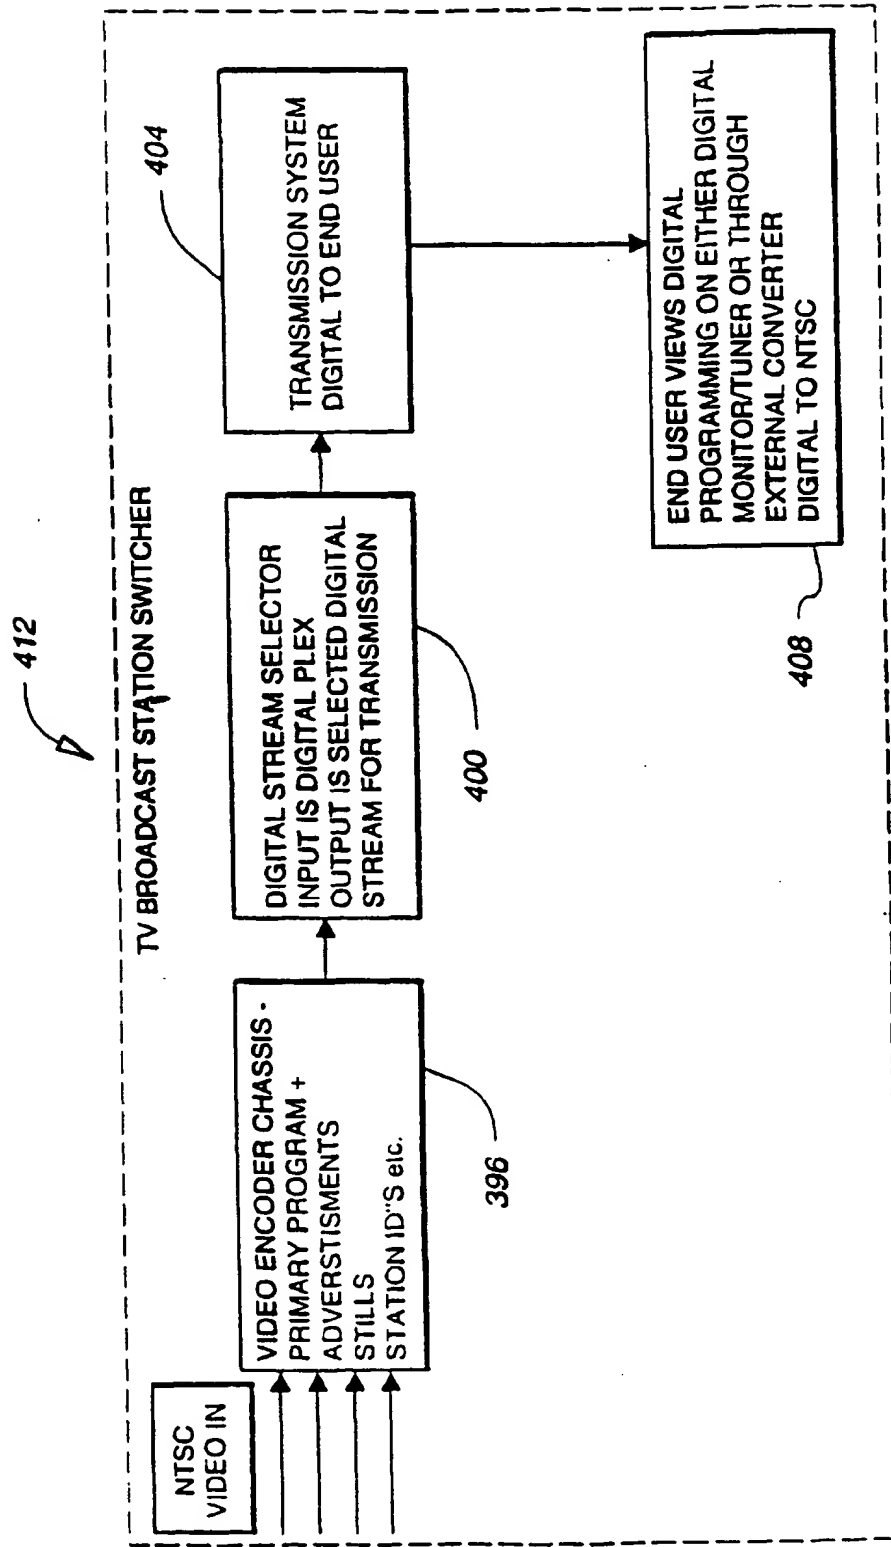 412
TV BROADCAST STATION SWITCHER
NTSC
VIDEO IN
VIDEO ENCODER CHASSIS -
PRIMARY PROGRAM +
ADVERSTISMENTS
STILLS
STATION ID"S etc.
396
DIGITAL STREAM SELECTOR
INPUT IS DIGITAL PLEX
OUTPUT IS SELECTED DIGITAL
STREAM FOR TRANSMISSION
400
TRANSMISSION SYSTEM
DIGITAL TO END USER
404
END USER VIEWS DIGITAL
PROGRAMMING ON EITHER DIGITAL
MONITOR/TUNER OR THROUGH
EXTERNAL CONVERTER
DIGITAL TO NTSC
408